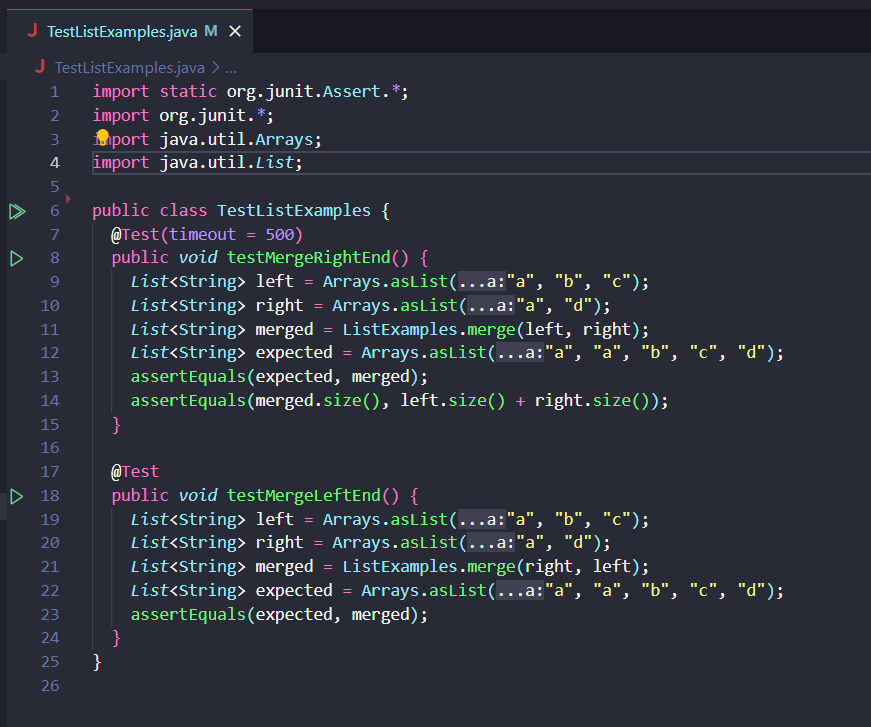 J TestListExamples.java M ✕
J TestListExamples.java > ...
1 import static org.junit.Assert.*;
2 import org.junit.*;
3 import java.util.Arrays;
4 import java.util.List;
5
6 public class TestListExamples {
7   @Test(timeout = 500)
8   public void testMergeRightEnd() {
9     List<String> left = Arrays.asList(...a:"a", "b", "c");
10     List<String> right = Arrays.asList(...a:"a", "d");
11     List<String> merged = ListExamples.merge(left, right);
12     List<String> expected = Arrays.asList(...a:"a", "a", "b", "c", "d");
13     assertEquals(expected, merged);
14     assertEquals(merged.size(), left.size() + right.size());
15   }
16
17   @Test
18   public void testMergeLeftEnd() {
19     List<String> left = Arrays.asList(...a:"a", "b", "c");
20     List<String> right = Arrays.asList(...a:"a", "d");
21     List<String> merged = ListExamples.merge(right, left);
22     List<String> expected = Arrays.asList(...a:"a", "a", "b", "c", "d");
23     assertEquals(expected, merged);
24   }
25 }
26